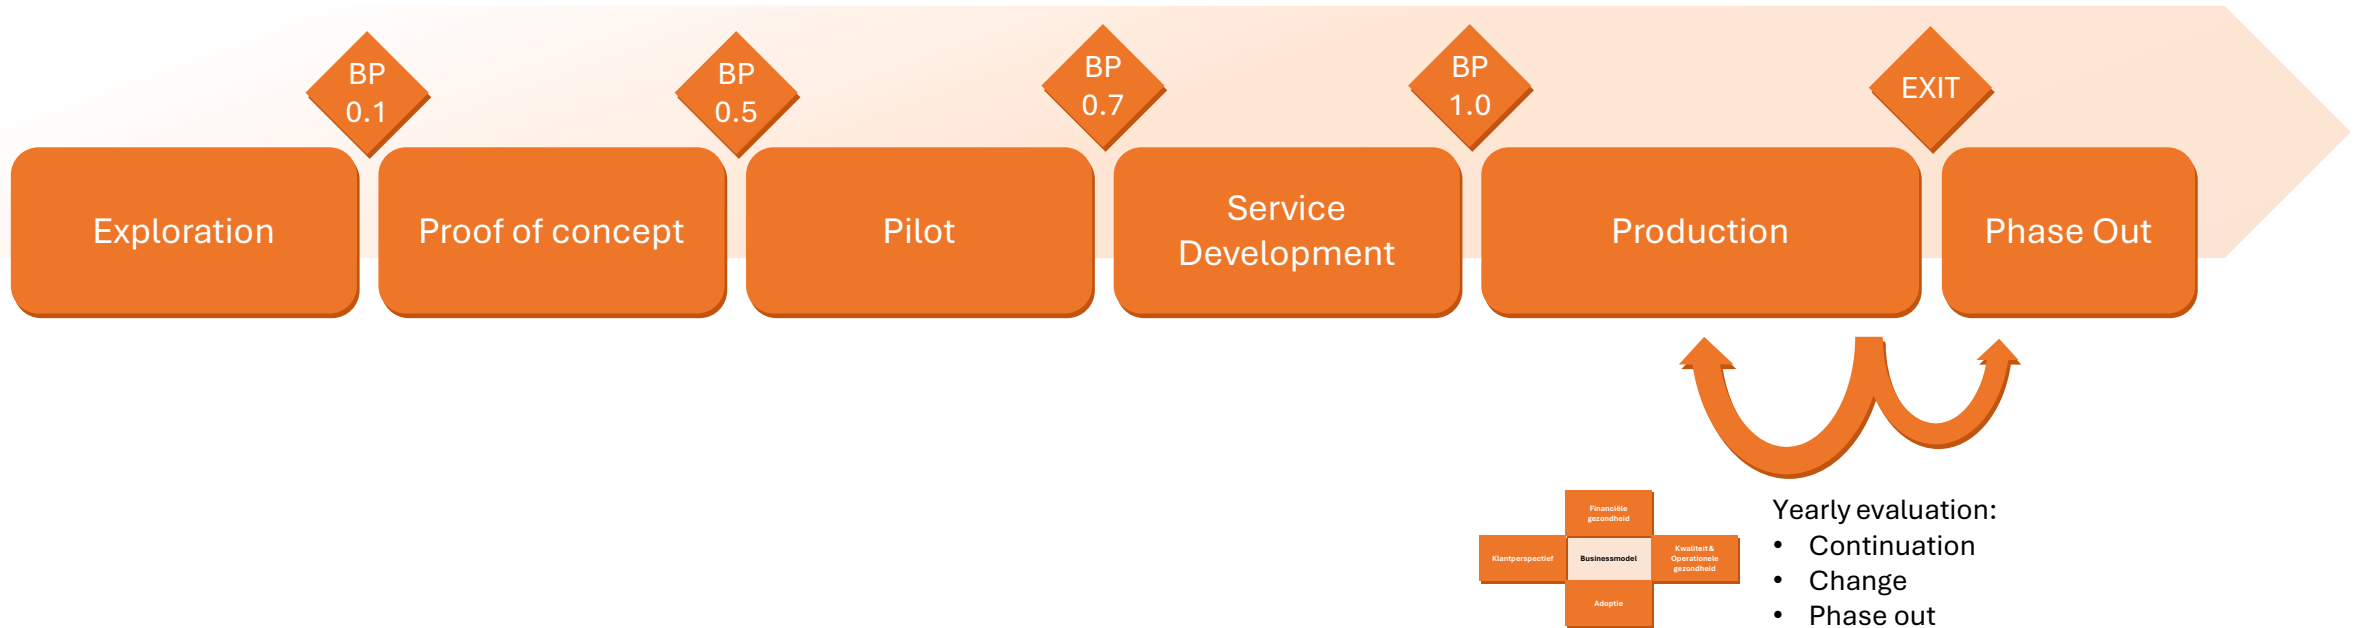 BP
0.1
BP
0.5
BP
0.7
BP
1.0
EXIT
Exploration
Proof of concept
Pilot
Service
Development
Production
Phase Out
Financiële
gezondheid
Klantperspectief
Businessmodel
Kwaliteit &
Operationele
gezondheid
Adoptie
Yearly evaluation:
• Continuation
• Change
• Phase out